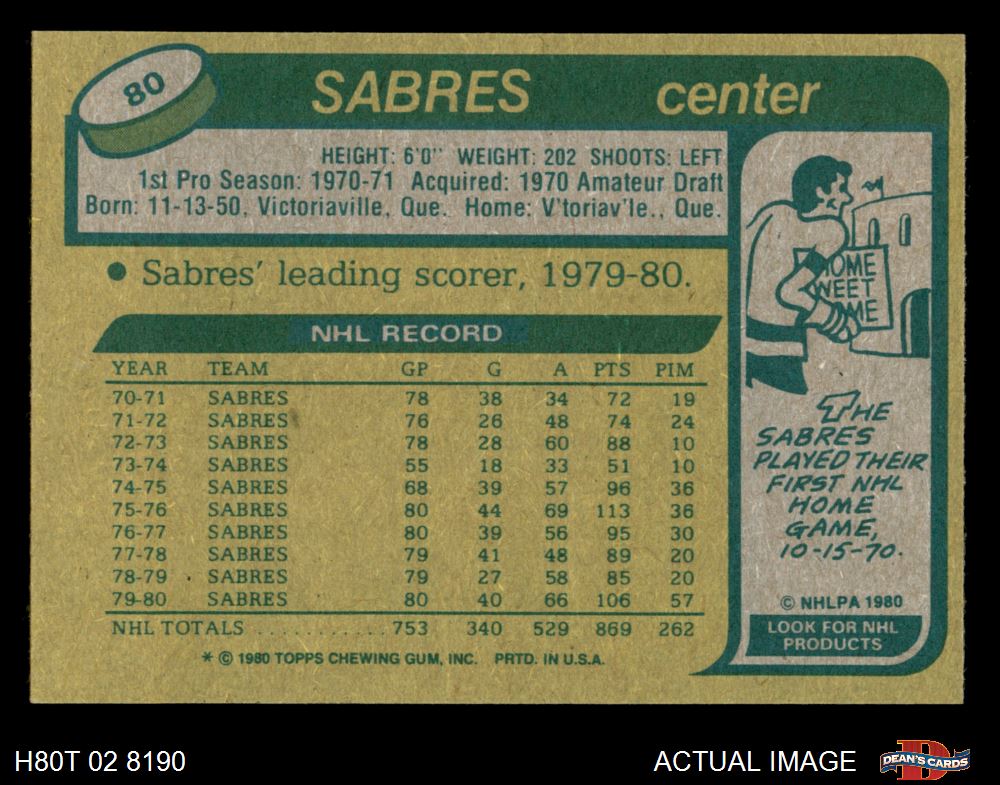 80
SABRES center
HEIGHT: 6'0" WEIGHT: 202 SHOOTS: LEFT
1st Pro Season: 1970-71 Acquired: 1970 Amateur Draft
Born: 11-13-50, Victoriaville, Que. Home: V'toriav'le., Que.
• Sabres' leading scorer, 1979-80.
NHL RECORD
YEAR TEAM GP G A PTS PIM
70-71 SABRES 78 38 34 72 19
71-72 SABRES 76 26 48 74 24
72-73 SABRES 78 28 60 88 10
73-74 SABRES 55 18 33 51 10
74-75 SABRES 68 39 57 96 36
75-76 SABRES 80 44 69 113 36
76-77 SABRES 80 39 56 95 30
77-78 SABRES 79 41 48 89 20
78-79 SABRES 79 27 58 85 20
79-80 SABRES 80 40 66 106 57
NHL TOTALS ............ 753 340 529 869 262
* © 1980 TOPPS CHEWING GUM, INC. PRTD. IN U.S.A.
HOME
WEET
ME
THE
SABRES
PLAYED THEIR
FIRST NHL
HOME
GAME,
10-15-70.
© NHLPA 1980
LOOK FOR NHL
PRODUCTS
H80T 02 8190
ACTUAL IMAGE
D
DEAN'S CARDS